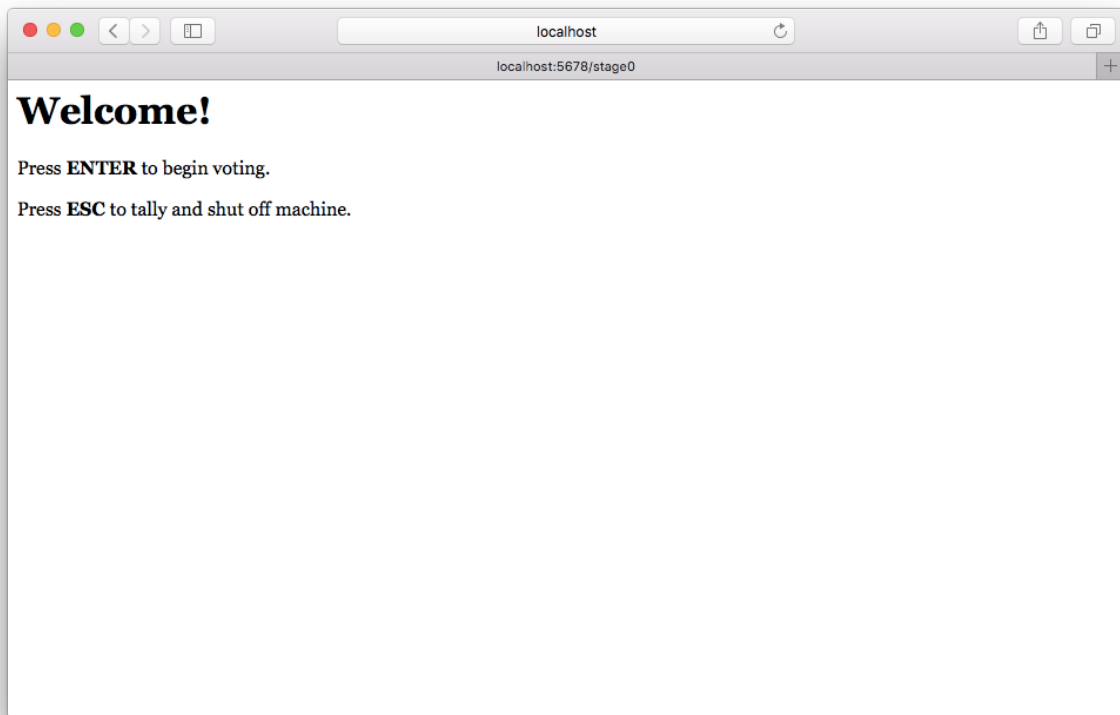 localhost
localhost:5678/stage0
Welcome!
Press ENTER to begin voting.
Press ESC to tally and shut off machine.